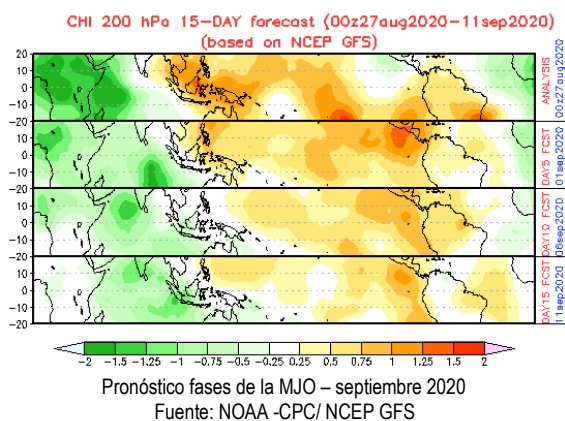 CHI 200 hPa 15-DAY forecast (00z27aug2020-11sep2020)
(based on NCEP GFS)
20
10
0
-10
-20
ANALYSIS
00z27aug2020
20
10
0
-10
-20
DAY5 FCST
01sep2020
10
0
-10
-20
DAY10 FCST
06sep2020
10
0
-10
-20
DAY15 FCST
11sep2020
-2 -1.5 -1.25 -1 -0.75 -0.5 -0.25 0.25 0.5 0.75 1 1.25 1.5 2
Pronóstico fases de la MJO – septiembre 2020
Fuente: NOAA -CPC/ NCEP GFS